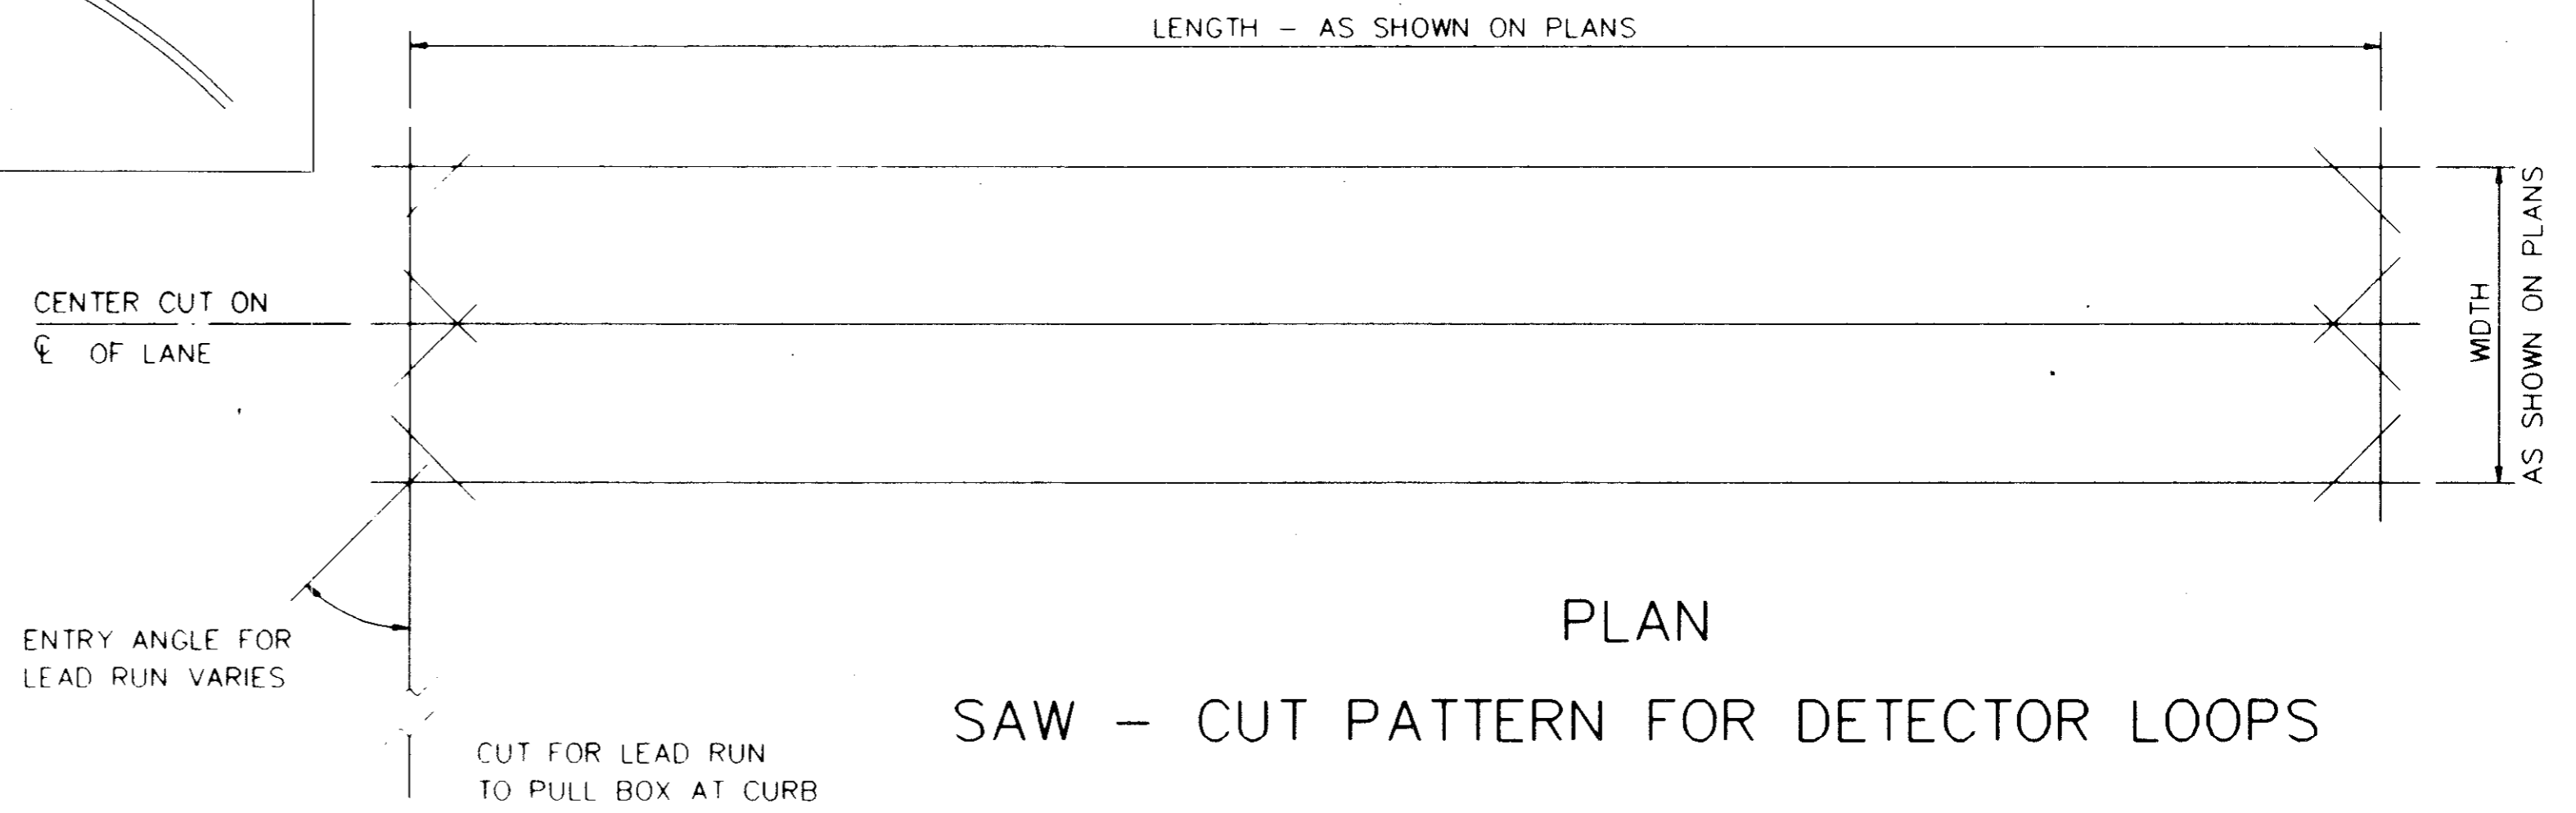 LENGTH – AS SHOWN ON PLANS
CENTER CUT ON
℄ OF LANE
WIDTH
AS SHOWN ON PLANS
ENTRY ANGLE FOR
LEAD RUN VARIES
CUT FOR LEAD RUN
TO PULL BOX AT CURB
PLAN
SAW – CUT PATTERN FOR DETECTOR LOOPS